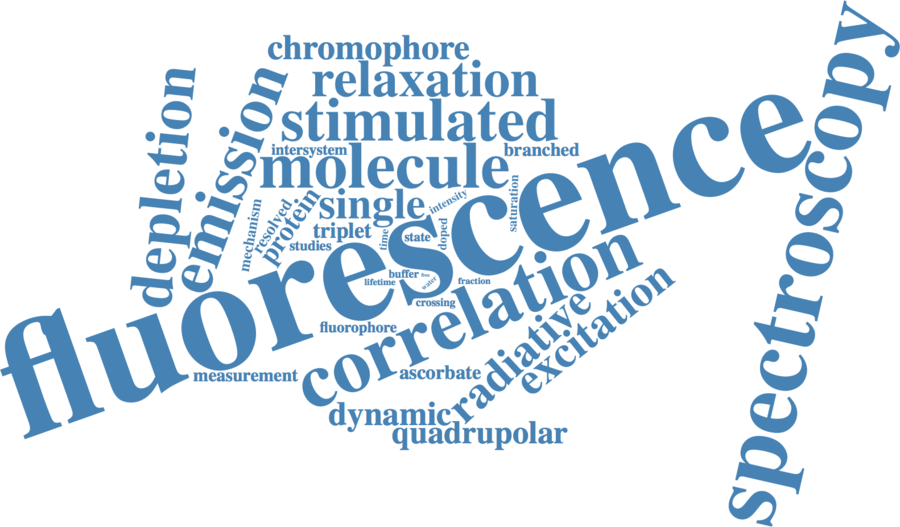 chromophore
relaxation
stimulated
intersystem
branched
molecule
depletion
emission
single
intensity
saturation
mechanism
resolved
protein
triplet
studies
time
state
doped
fluorescence
spectroscopy
buffer
free
lifetime
water
fraction
crossing
correlation
fluorophore
radiative
excitation
measurement
ascorbate
dynamic
quadrupolar